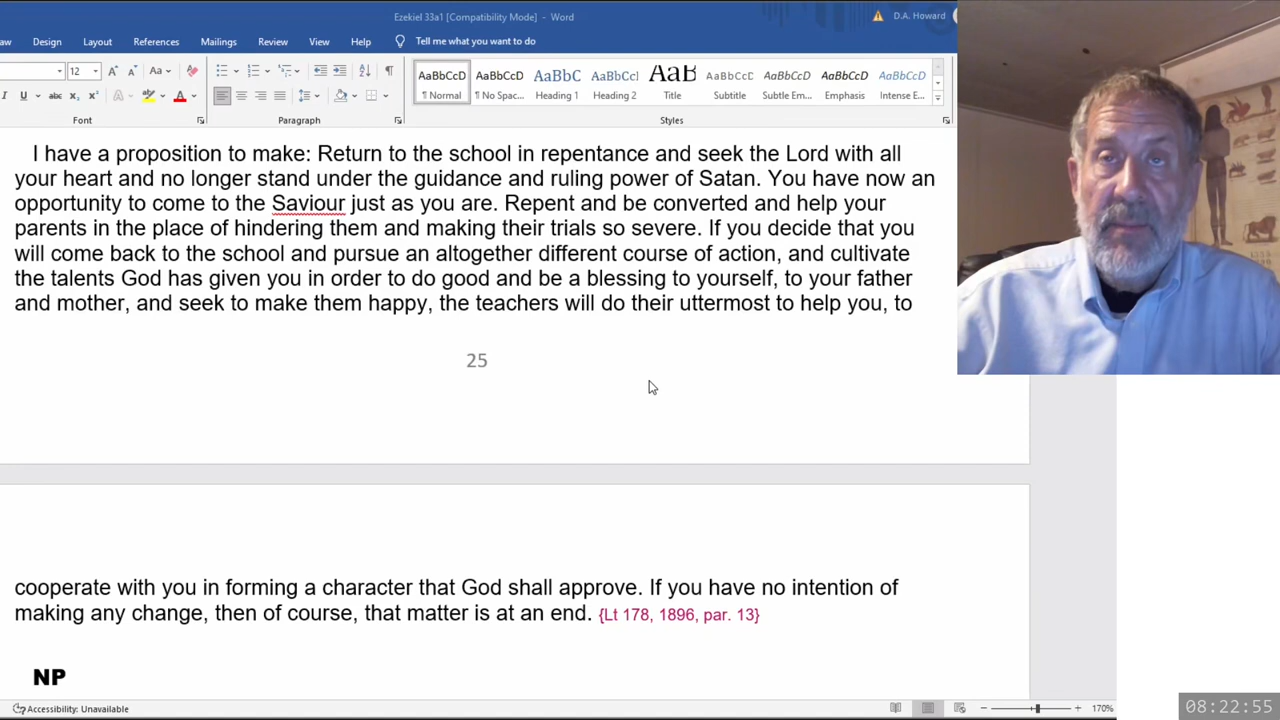 Ezekiel 33a1 [Compatibility Mode] - Word
D.A. Howard
aw Design Layout References Mailings Review View Help Tell me what you want to do
12 Aa
AaBbCcD AaBbCcD AaBbC AaBbCcI AaB AaBbCcD AaBbCcD AaBbCcD AaBbCcD
I U abc x₂ x² A A
¶ Normal ¶ No Spac... Heading 1 Heading 2 Title Subtitle Subtle Em... Emphasis Intense E...
Font Paragraph Styles
I have a proposition to make: Return to the school in repentance and seek the Lord with all
your heart and no longer stand under the guidance and ruling power of Satan. You have now an
opportunity to come to the Saviour just as you are. Repent and be converted and help your
parents in the place of hindering them and making their trials so severe. If you decide that you
will come back to the school and pursue an altogether different course of action, and cultivate
the talents God has given you in order to do good and be a blessing to yourself, to your father
and mother, and seek to make them happy, the teachers will do their uttermost to help you, to
25
cooperate with you in forming a character that God shall approve. If you have no intention of
making any change, then of course, that matter is at an end. {Lt 178, 1896, par. 13}
NP
Accessibility: Unavailable
170%
08:22:55